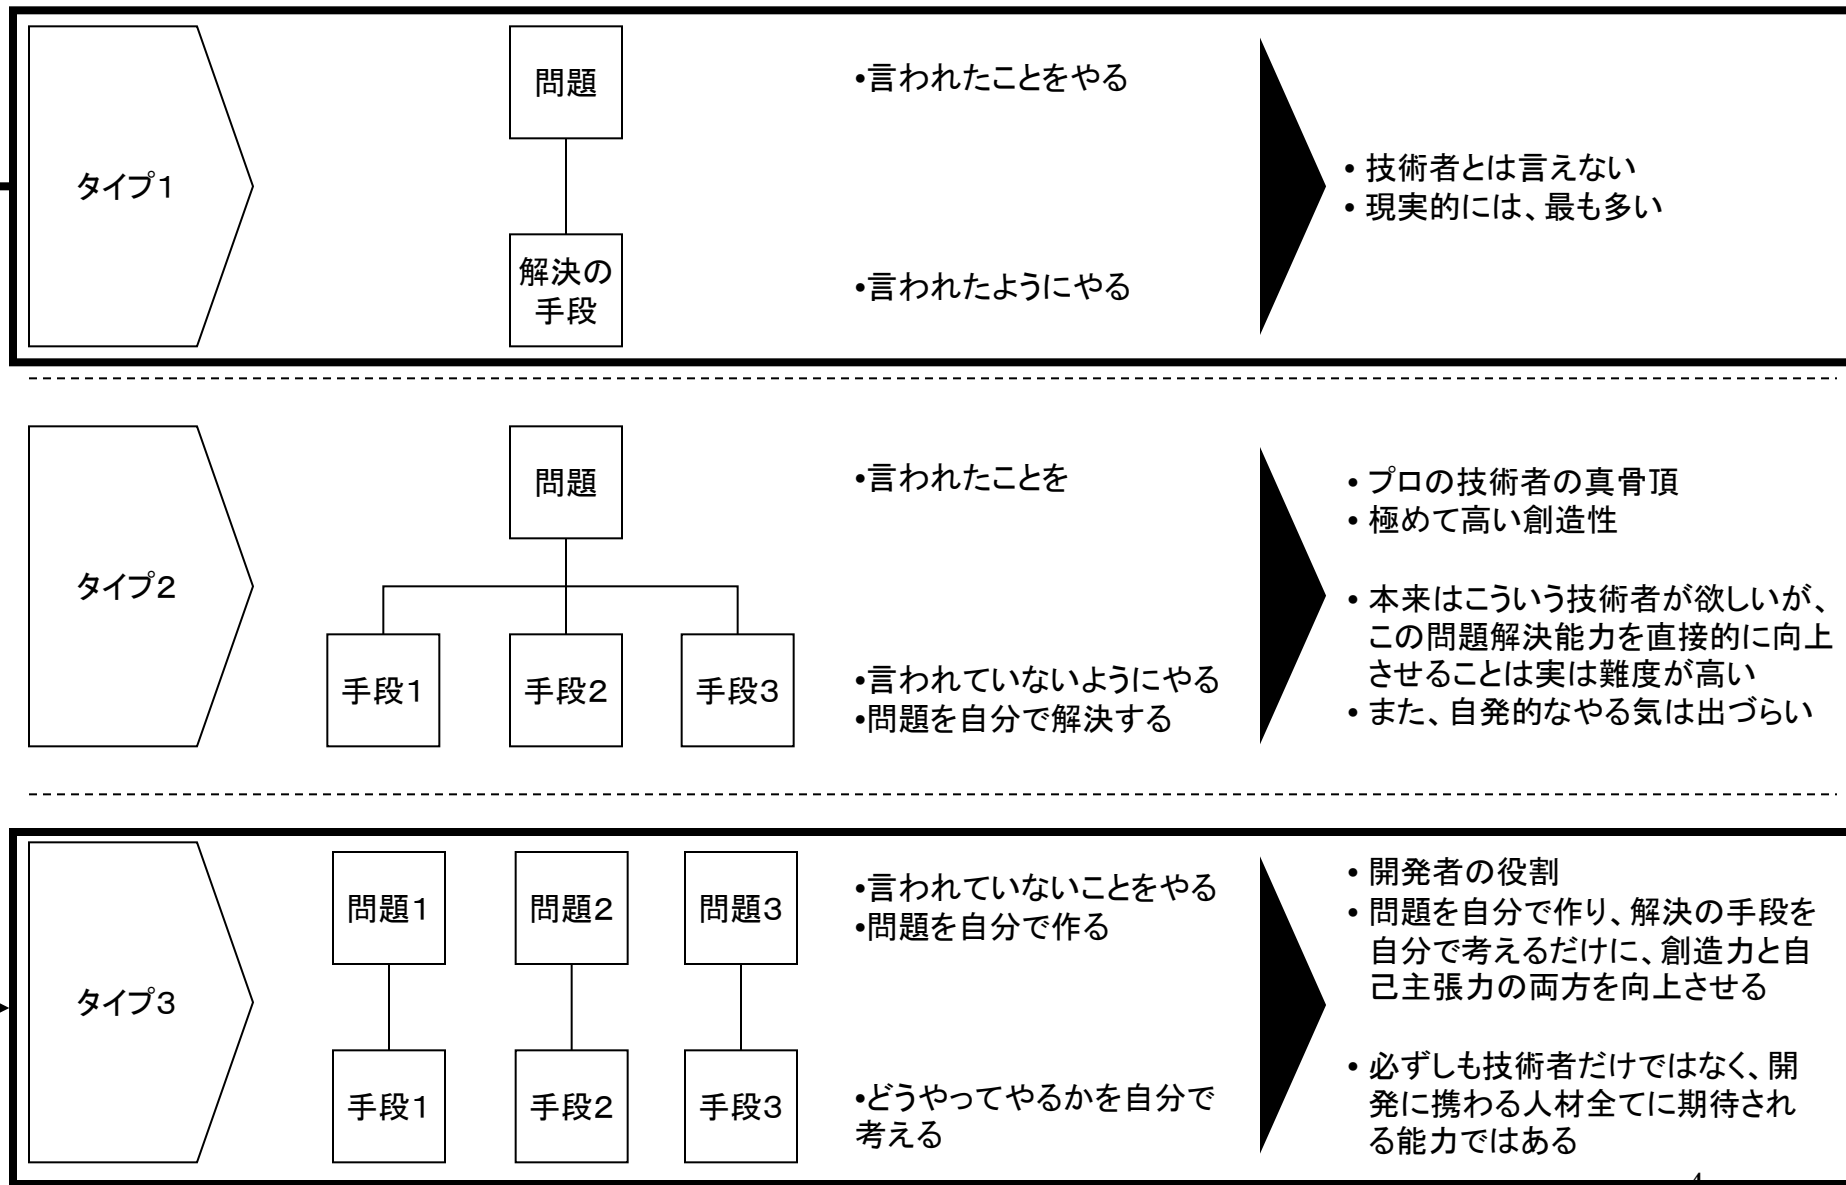 タイプ1
問題
解決の
手段
•言われたことをやる
•言われたようにやる
• 技術者とは言えない
• 現実的には、最も多い
タイプ2
問題
手段1
手段2
手段3
•言われたことを
•言われていないようにやる
•問題を自分で解決する
• プロの技術者の真骨頂
• 極めて高い創造性
• 本来はこういう技術者が欲しいが、
この問題解決能力を直接的に向上
させることは実は難度が高い
• また、自発的なやる気は出づらい
タイプ3
問題1
問題2
問題3
手段1
手段2
手段3
•言われていないことをやる
•問題を自分で作る
•どうやってやるかを自分で
考える
• 開発者の役割
• 問題を自分で作り、解決の手段を
自分で考えるだけに、創造力と自
己主張力の両方を向上させる
• 必ずしも技術者だけではなく、開
発に携わる人材全てに期待され
る能力ではある